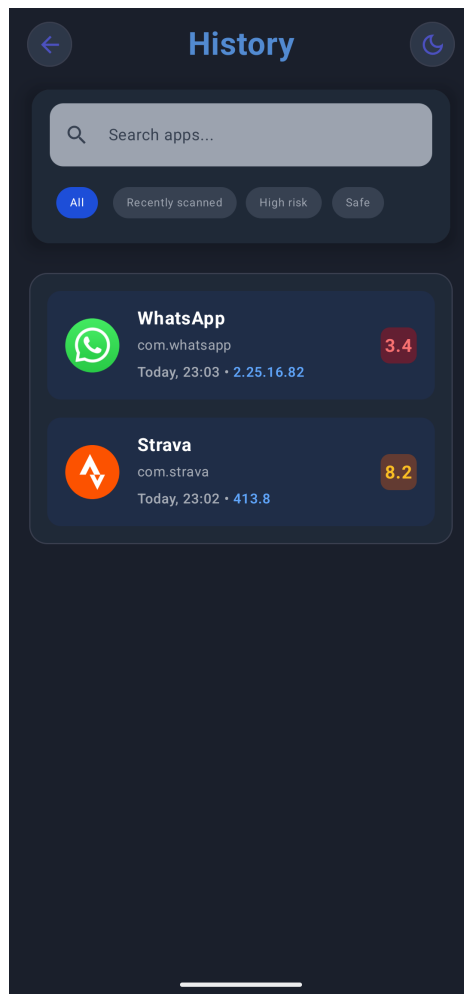 History
Search apps...
All Recently scanned High risk Safe
WhatsApp
com.whatsapp
Today, 23:03 • 2.25.16.82
3.4
Strava
com.strava
Today, 23:02 • 413.8
8.2